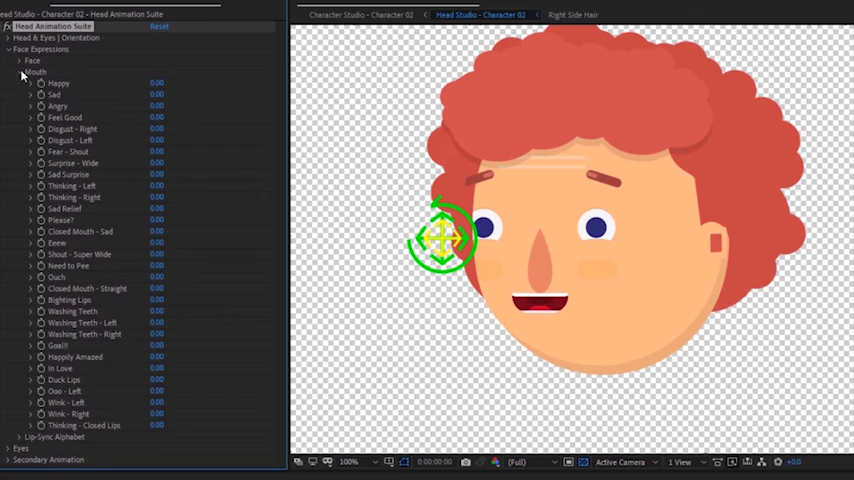 ead Studio - Character 02 - Head Animation Suite
Character Studio - Character 02
Head Studio - Character 02
Right Side Hair
fx Head Animation Suite Reset
Head & Eyes | Orientation
Face Expressions
Face
Mouth
Happy 0.00
Sad 0.00
Angry 0.00
Feel Good 0.00
Disgust - Right 0.00
Disgust - Left 0.00
Fear - Shout 0.00
Surprise - Wide 0.00
Sad Surprise 0.00
Thinking - Left 0.00
Thinking - Right 0.00
Sad Relief 0.00
Please? 0.00
Closed Mouth - Sad 0.00
Eeew 0.00
Shout - Super Wide 0.00
Need to Pee 0.00
Ouch 0.00
Closed Mouth - Straight 0.00
Bighting Lips 0.00
Washing Teeth 0.00
Washing Teeth - Left 0.00
Washing Teeth - Right 0.00
Goal!! 0.00
Happily Amazed 0.00
In Love 0.00
Duck Lips 0.00
Ooo - Left 0.00
Wink - Left 0.00
Wink - Right 0.00
Thinking - Closed Lips 0.00
Lip-Sync Alphabet
Eyes
Secondary Animation
100% 0:00:00:00 (Full) Active Camera 1 View +0.0